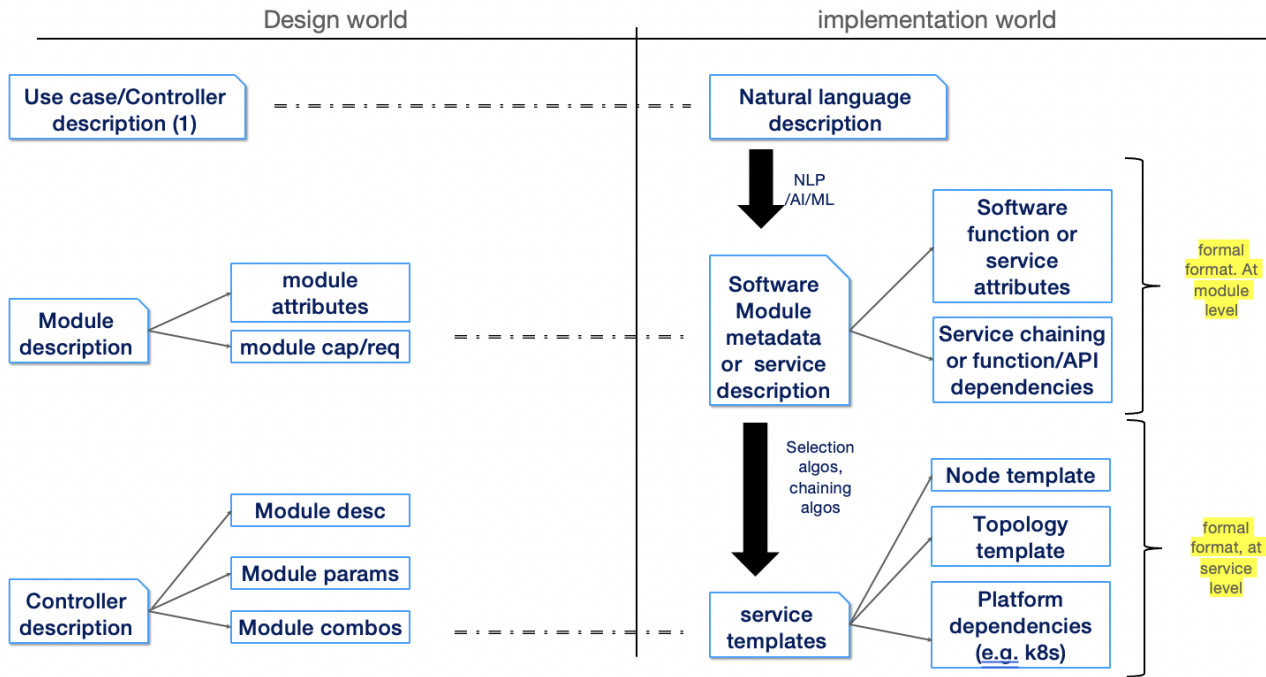 Design world
implementation world
Use case/Controller
description (1)
Natural language
description
NLP
/AI/ML
Software
function or
service
attributes
formal
format. At
module
level
module
attributes
Module
description
module cap/req
Software
Module
metadata
or service
description
Service chaining
or function/API
dependencies
Selection
algos,
chaining
algos
Node template
Module desc
Topology
template
formal
format, at
service
level
Module params
Controller
description
Module combos
service
templates
Platform
dependencies
(e.g. k8s)